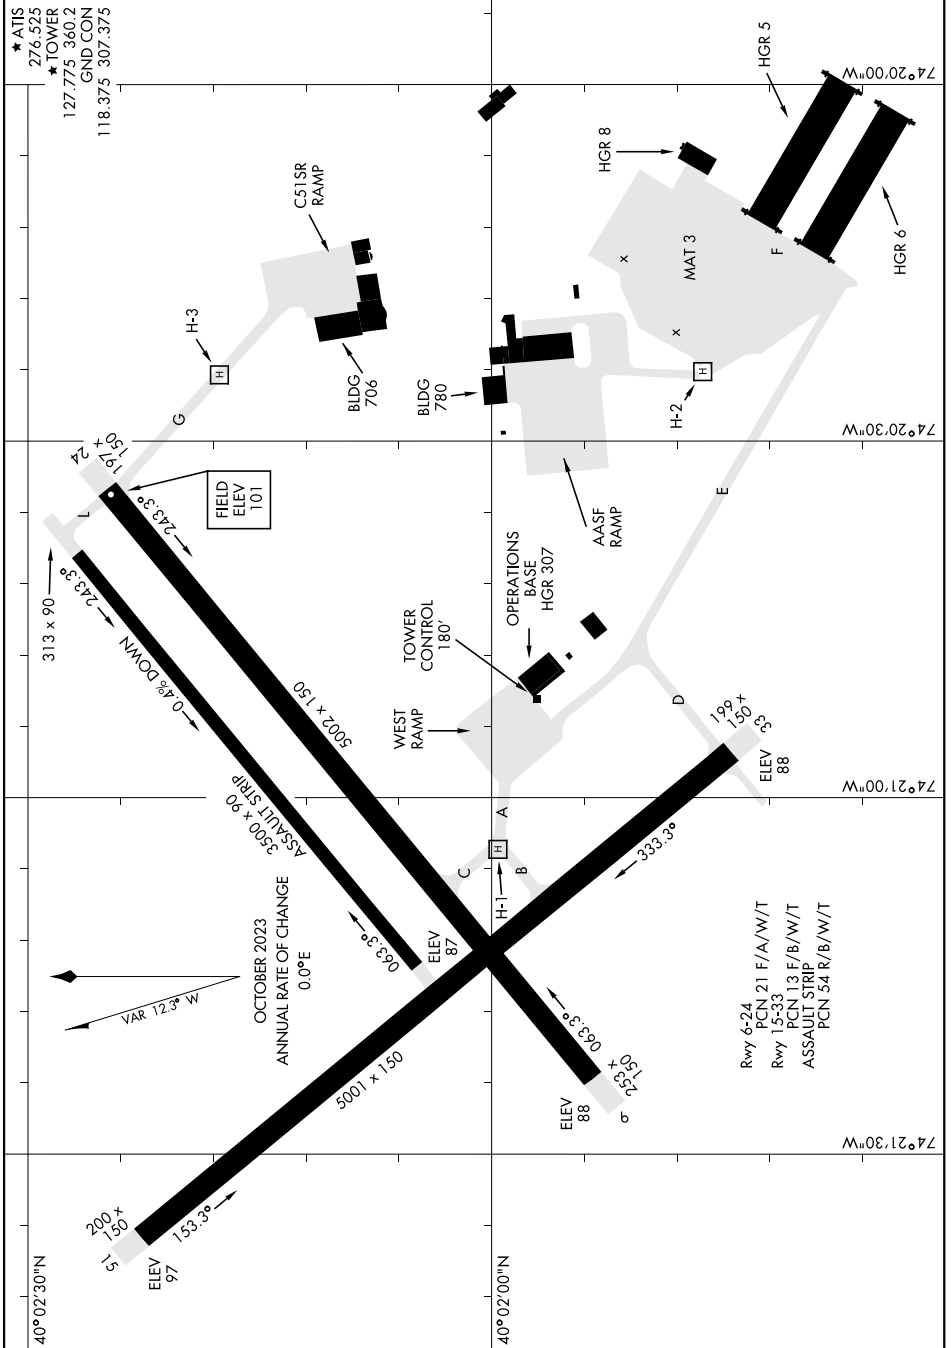 ★ ATIS
276.525
★ TOWER
127.775 360.2
GND CON
118.375 307.375
74°20'00"W
HGR 5
HGR 8
HGR 6
F
MAT 3
x
x
C51SR
RAMP
H-3
H
BLDG
706
BLDG
780
H-2
H
G
74°20'30"W
24
197 x
150
FIELD
ELEV
101
243.3°
L
313 x 90
243.3°
0.4% DOWN
AASF
RAMP
E
OPERATIONS
BASE
HGR 307
TOWER
CONTROL
180'
WEST
RAMP
5002 x 150
D
199 x
150
33
ELEV
88
74°21'00"W
ASSAULT STRIP
3500 x 90
A
H
H-1
B
C
333.3°
063.3°
ELEV
87
OCTOBER 2023
ANNUAL RATE OF CHANGE
0.0°E
VAR 12.3° W
063.3°
253 x
150
6
ELEV
88
5001 x 150
Rwy 6-24
PCN 21 F/A/W/T
Rwy 15-33
PCN 13 F/B/W/T
ASSAULT STRIP
PCN 54 R/B/W/T
74°21'30"W
153.3°
200 x
150
15
ELEV
97
40°02'30"N
40°02'00"N